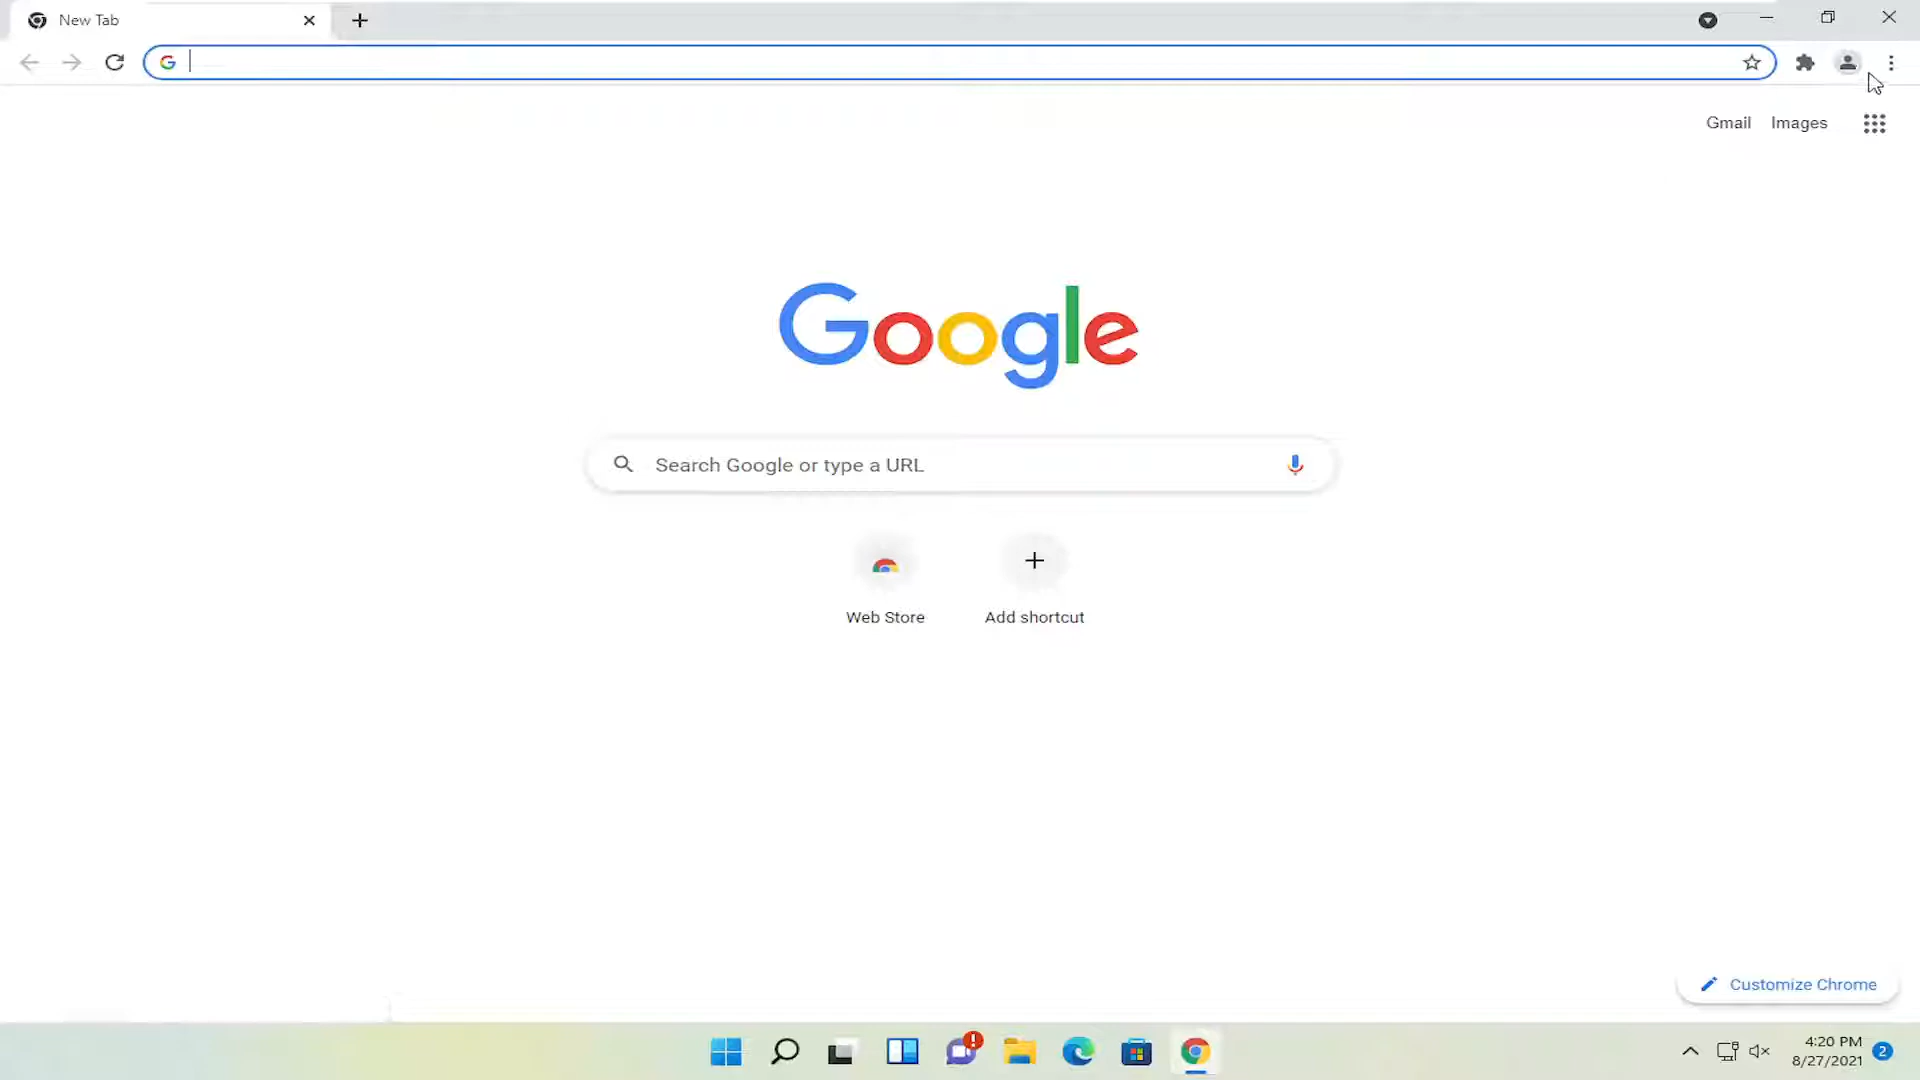 New Tab
Gmail Images
Google
Search Google or type a URL
Web Store Add shortcut
Customize Chrome
4:20 PM
8/27/2021 2